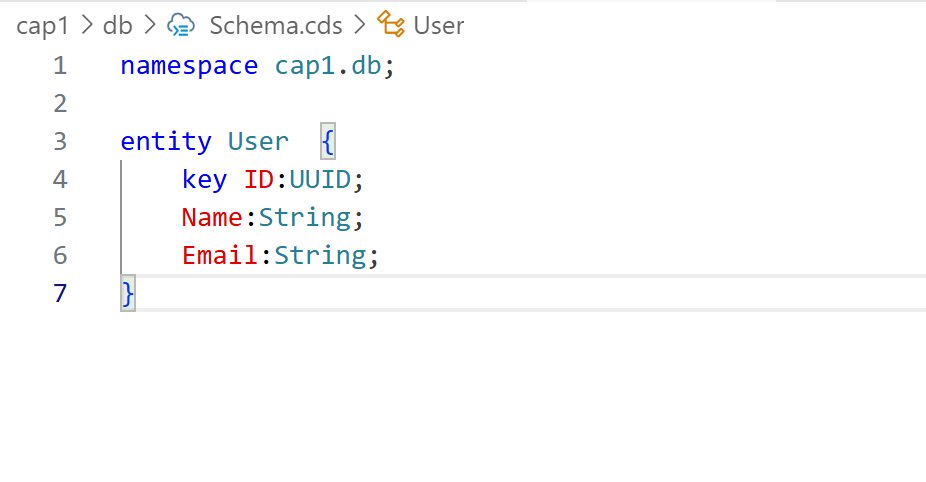 cap1 > db > Schema.cds > User
1 namespace cap1.db;
2
3 entity User  {
4     key ID:UUID;
5     Name:String;
6     Email:String;
7 }